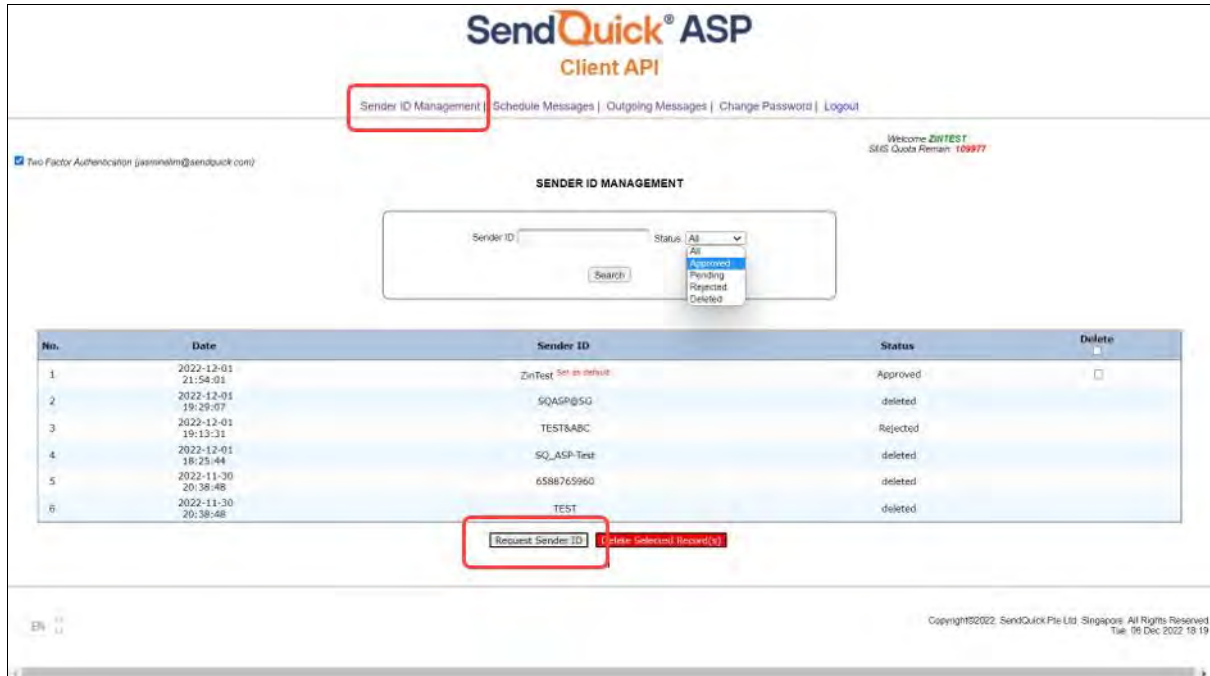 SendQuick® ASP
Client API
Sender ID Management | Schedule Messages | Outgoing Messages | Change Password | Logout
Welcome ZINTEST
SMS Quota Remain: 109977
Two Factor Authentication (jasminelim@sendquick.com)
SENDER ID MANAGEMENT
Sender ID Status All
All
Approved
Search Pending
Rejected
Deleted
No. Date Sender ID Status Delete
1 2022-12-01 21:54:01 ZinTest Set as default Approved
2 2022-12-01 19:29:07 SQASP@SG deleted
3 2022-12-01 19:13:31 TEST&ABC Rejected
4 2022-12-01 18:25:44 SQ_ASP-Test deleted
5 2022-11-30 20:38:48 6588765960 deleted
6 2022-11-30 20:38:48 TEST deleted
Request Sender ID Delete Selected Record(s)
EN
Copyright©2022, SendQuick Pte Ltd, Singapore. All Rights Reserved
Tue, 06 Dec 2022 18:19